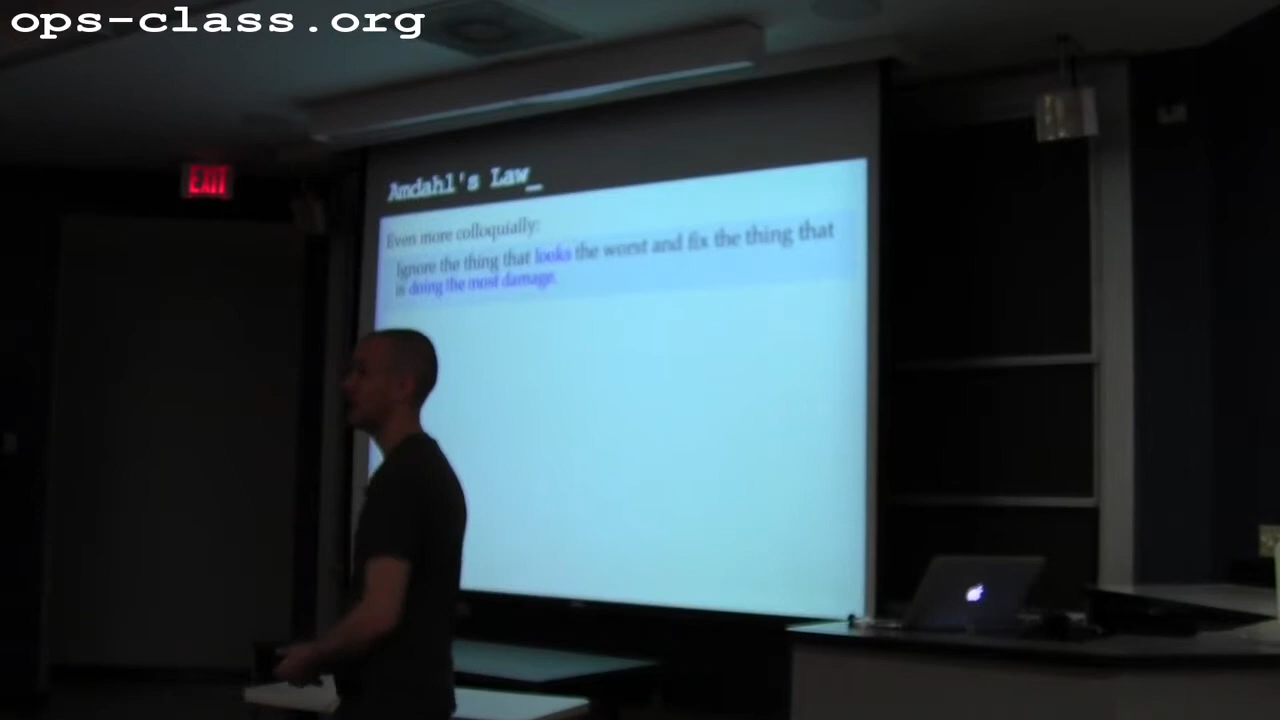 ops-class.org
EXIT
Amdahl's Law_
Even more colloquially:
Ignore the thing that looks the worst and fix the thing that
is doing the most damage.